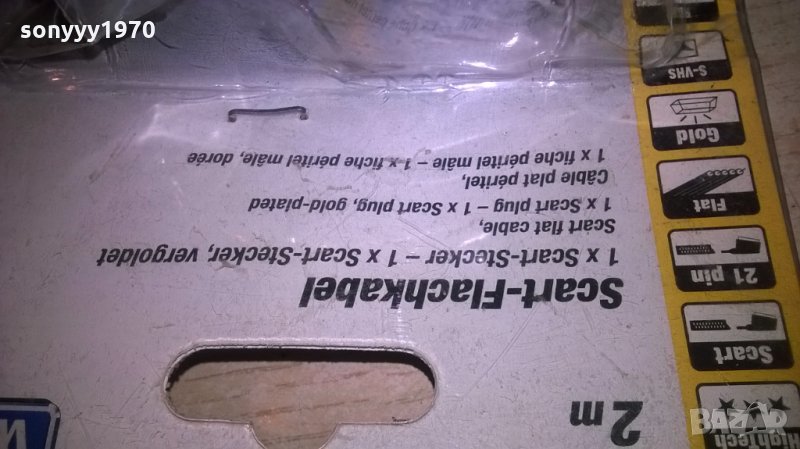 sonyyy1970
2 m
Scart-Flachkabel
1 x Scart-Stecker – 1 x Scart-Stecker, vergoldet
Scart flat cable,
1 x Scart plug – 1 x Scart plug, gold-plated
Câble plat péritel,
1 x fiche péritel mâle – 1 x fiche péritel mâle, dorée
HighTech
Scart
21 pin
Flat
Gold
S-VHS
BAZAR